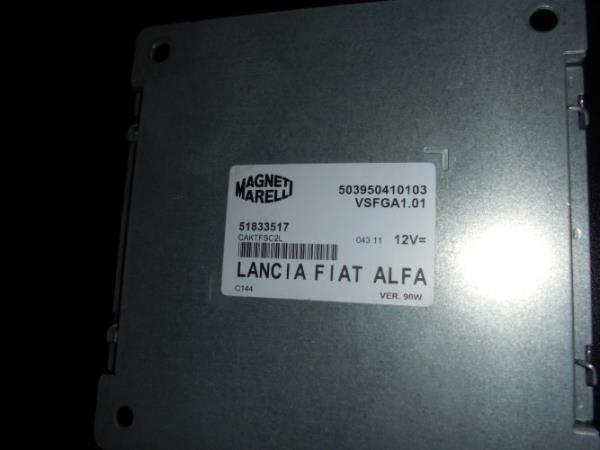 MAGNETI MARELLI
503950410103
VSFGA1.01
51833517
CAKTFSC2L
043 11 12V=
LANCIA FIAT ALFA
C144
VER. 90W